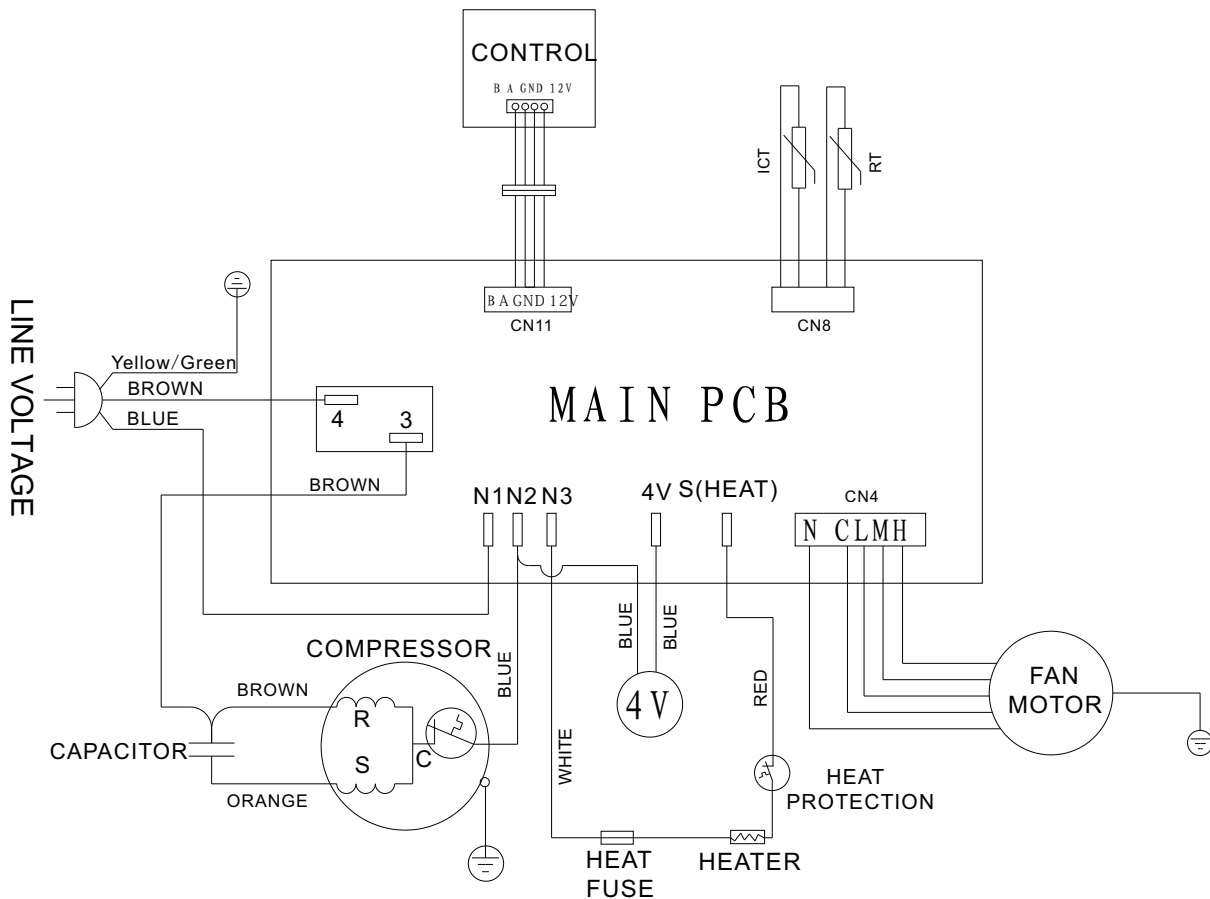 CONTROL
B A GND 12V
ICT
RT
B A GND 12V
CN11
CN8
LINE VOLTAGE
Yellow/Green
BROWN
BLUE
4
3
MAIN PCB
BROWN
N1 N2 N3
4V
S(HEAT)
CN4
N CLMH
COMPRESSOR
BLUE
BLUE
BLUE
RED
WHITE
BROWN
R
S
C
CAPACITOR
ORANGE
4V
FAN
MOTOR
HEAT
PROTECTION
HEAT
FUSE
HEATER